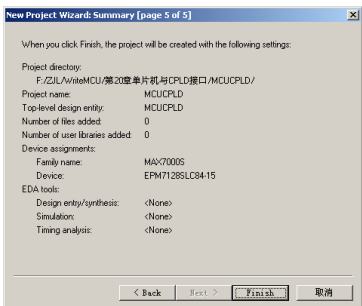 New Project Wizard: Summary [page 5 of 5]
When you click Finish, the project will be created with the following settings:
Project directory:
F:/ZJL/WriteMCU/第20章单片机与CPLD接口/MCUCPLD/
Project name: MCUCPLD
Top-level design entity: MCUCPLD
Number of files added: 0
Number of user libraries added: 0
Device assignments:
Family name: MAX7000S
Device: EPM7128SLC84-15
EDA tools:
Design entry/synthesis: <None>
Simulation: <None>
Timing analysis: <None>
< Back Next > Finish 取消